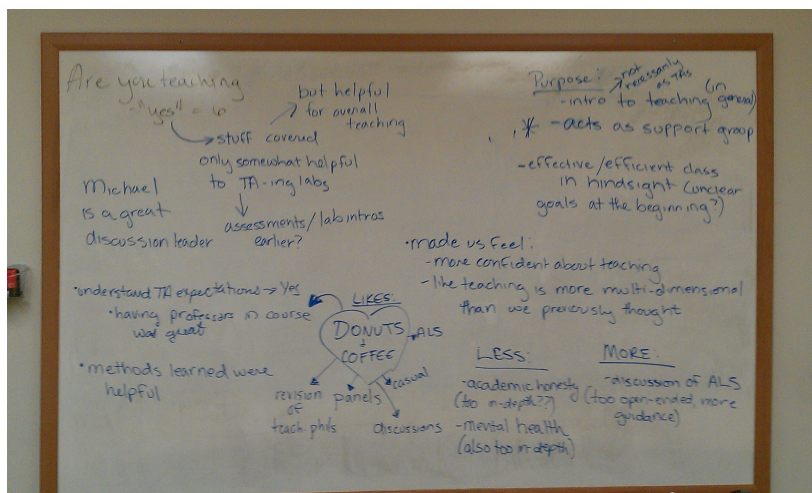 Are you teaching
- "yes" = 6
but helpful
for overall
teaching
stuff covered
only somewhat helpful
to TA-ing labs
assessments/lab intros
earlier?
Michael
is a great
discussion leader
Purpose:
not
necessarily
as TAs
- intro to teaching (in
general)
* - acts as support group
- effective/efficient class
in hindsight (unclear
goals at the beginning?)
• made us feel:
- more confident about teaching
- like teaching is more multi-dimensional
than we previously thought
• understand TA expectations → Yes
• having professors in course
was great
• methods learned were
helpful
LIKES:
DONUTS
+
COFFEE
ALS
casual
revision
of
teach. phils
panels
discussions
LESS:
- academic honesty
(too in-depth??)
- mental health
(also too in-depth)
MORE:
- discussion of ALS
(too open-ended, more
guidance)